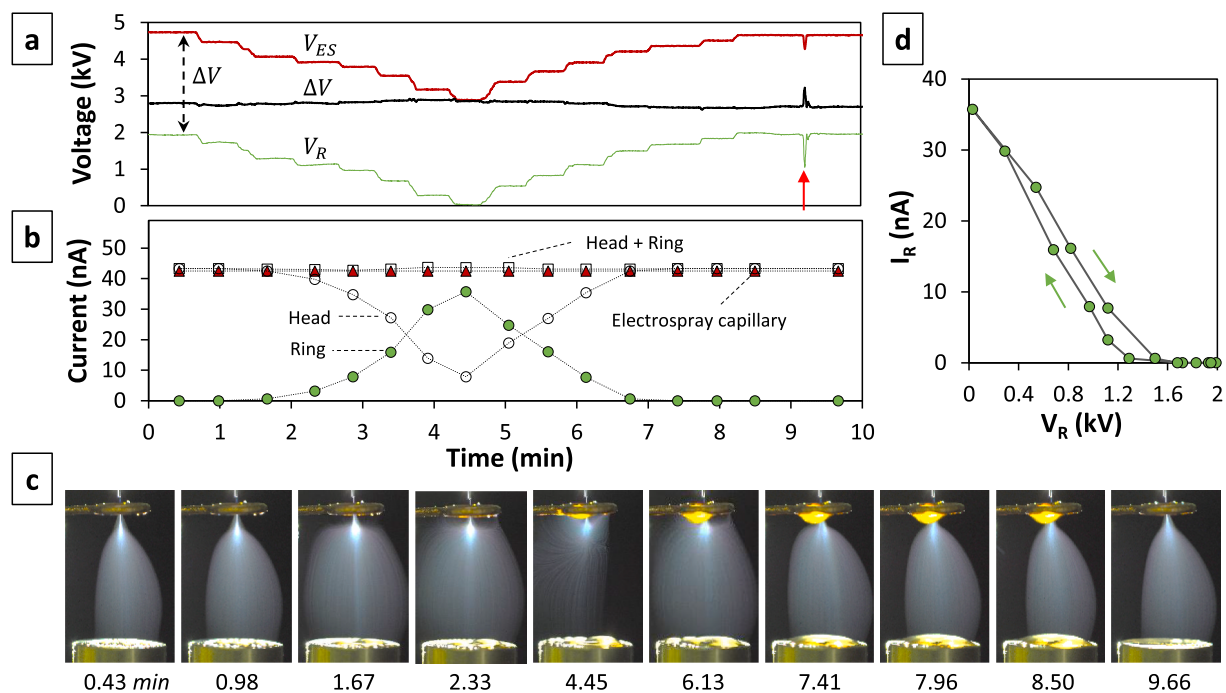 a
Voltage (kV)
5
4
3
2
1
0
V_ES
ΔV
ΔV
V_R
b
Current (nA)
50
40
30
20
10
0
Head + Ring
Head
Ring
Electrospray capillary
0 1 2 3 4 5 6 7 8 9 10
Time (min)
c
0.43 min 0.98 1.67 2.33 4.45 6.13 7.41 7.96 8.50 9.66
d
I_R (nA)
40
30
20
10
0
0 0.4 0.8 1.2 1.6 2
V_R (kV)